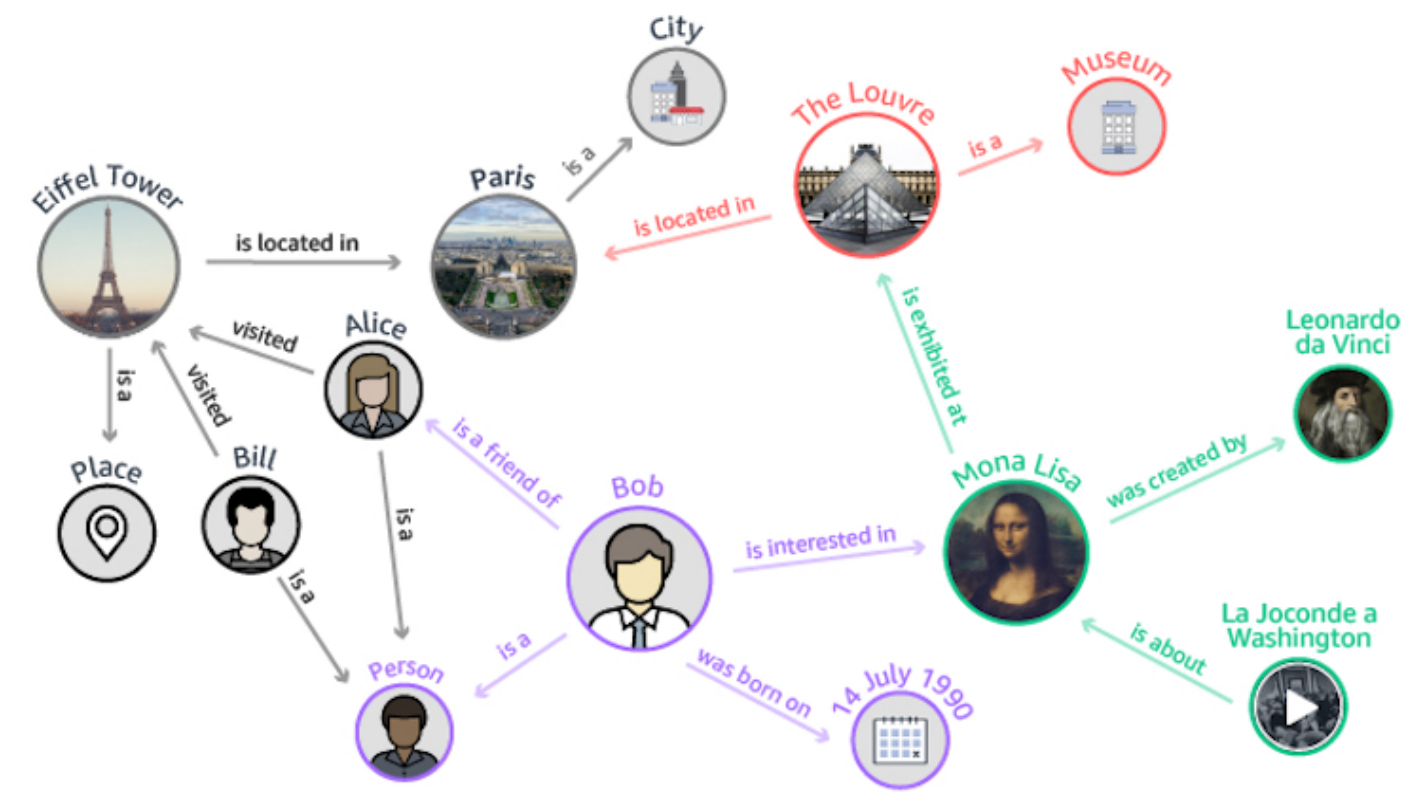 City
Museum
The Louvre
is a
is a
Eiffel Tower
Paris
is located in
is located in
visited
Alice
is exhibited at
Leonardo
da Vinci
is a
visited
is a friend of
Place
Bill
Bob
Mona Lisa
was created by
is a
is interested in
is a
La Joconde a
Washington
is about
is a
Person
was born on
14 July 1990